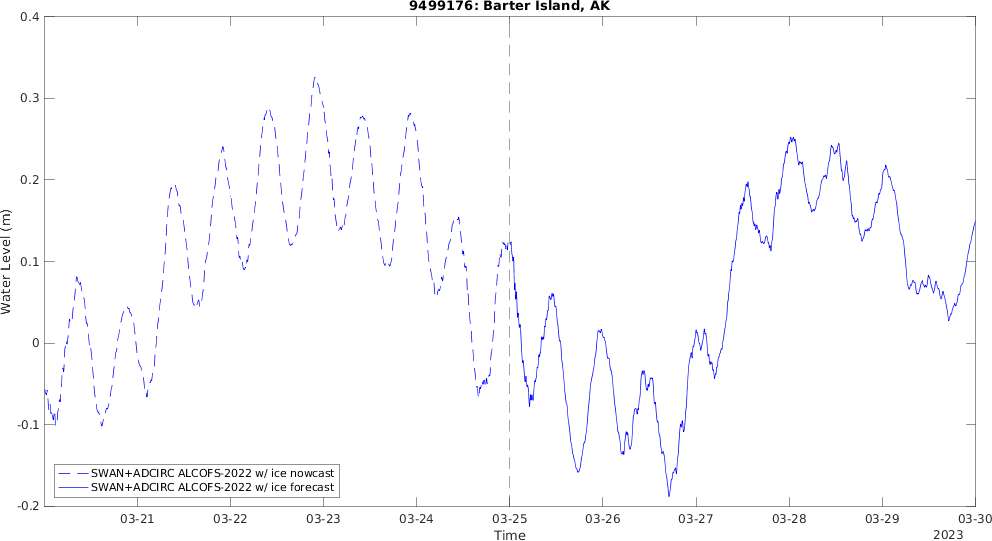 9499176: Barter Island, AK
Water Level (m)
0.4
0.3
0.2
0.1
0
-0.1
-0.2
SWAN+ADCIRC ALCOFS-2022 w/ ice nowcast
SWAN+ADCIRC ALCOFS-2022 w/ ice forecast
03-21 03-22 03-23 03-24 03-25 03-26 03-27 03-28 03-29 03-30
Time
2023